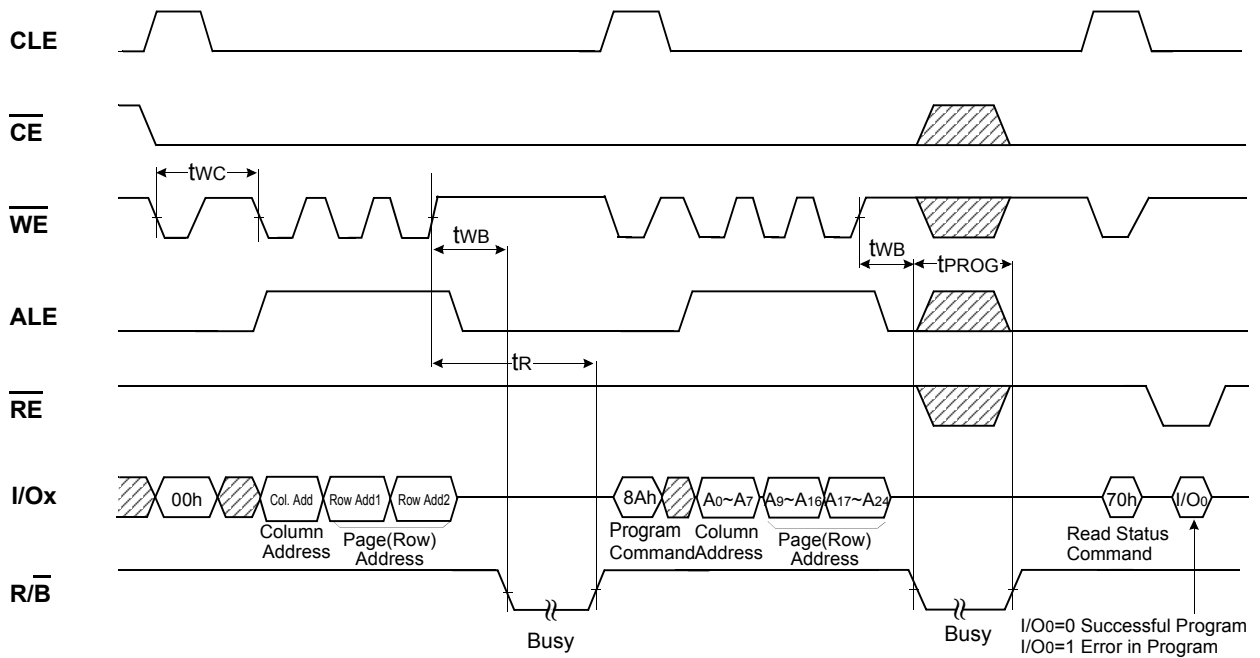 CLE
CE
tWC
WE
tWB
tWB
tPROG
ALE
tR
RE
I/Ox
00h
Col. Add
Row Add1
Row Add2
8Ah
A0~A7
A9~A16
A17~A24
70h
I/O0
Column
Address
Page(Row)
Address
Program
Command
Column
Address
Page(Row)
Address
Read Status
Command
R/B
Busy
Busy
I/O0=0 Successful Program
I/O0=1 Error in Program